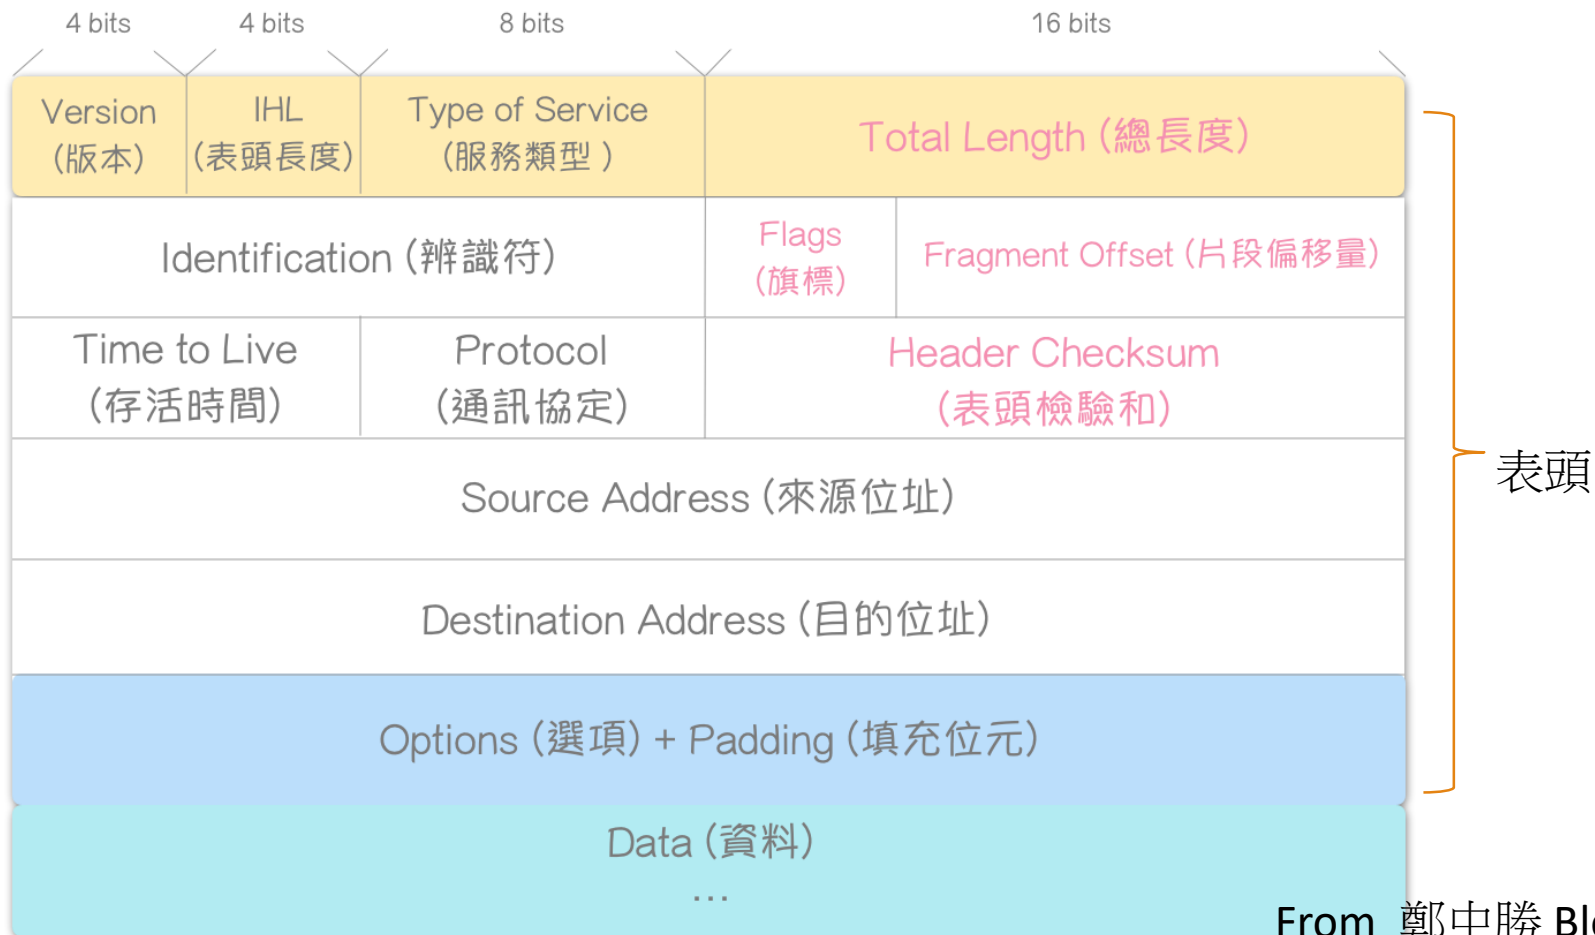 4 bits 4 bits 8 bits 16 bits
Version
(版本)
IHL
(表頭長度)
Type of Service
(服務類型 )
Total Length (總長度)
Identification (辨識符)
Flags
(旗標)
Fragment Offset (片段偏移量)
Time to Live
(存活時間)
Protocol
(通訊協定)
Header Checksum
(表頭檢驗和)
表頭
Source Address (來源位址)
Destination Address (目的位址)
Options (選項) + Padding (填充位元)
Data (資料)
...
From 鄭中勝